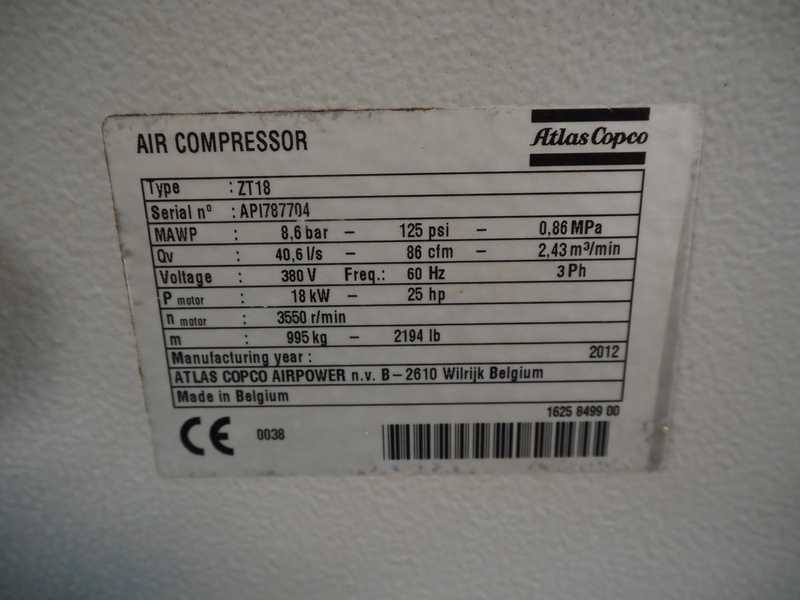 AIR COMPRESSOR
Atlas Copco
Type : ZT18
Serial nº : API787704
MAWP : 8,6 bar – 125 psi – 0,86 MPa
Qv : 40,6 l/s – 86 cfm – 2,43 m³/min
Voltage : 380 V Freq.: 60 Hz 3 Ph
P motor : 18 kW – 25 hp
n motor : 3550 r/min
m : 995 kg – 2194 lb
Manufacturing year : 2012
ATLAS COPCO AIRPOWER n.v. B – 2610 Wilrijk Belgium
Made in Belgium
1625 8499 00
CE 0038